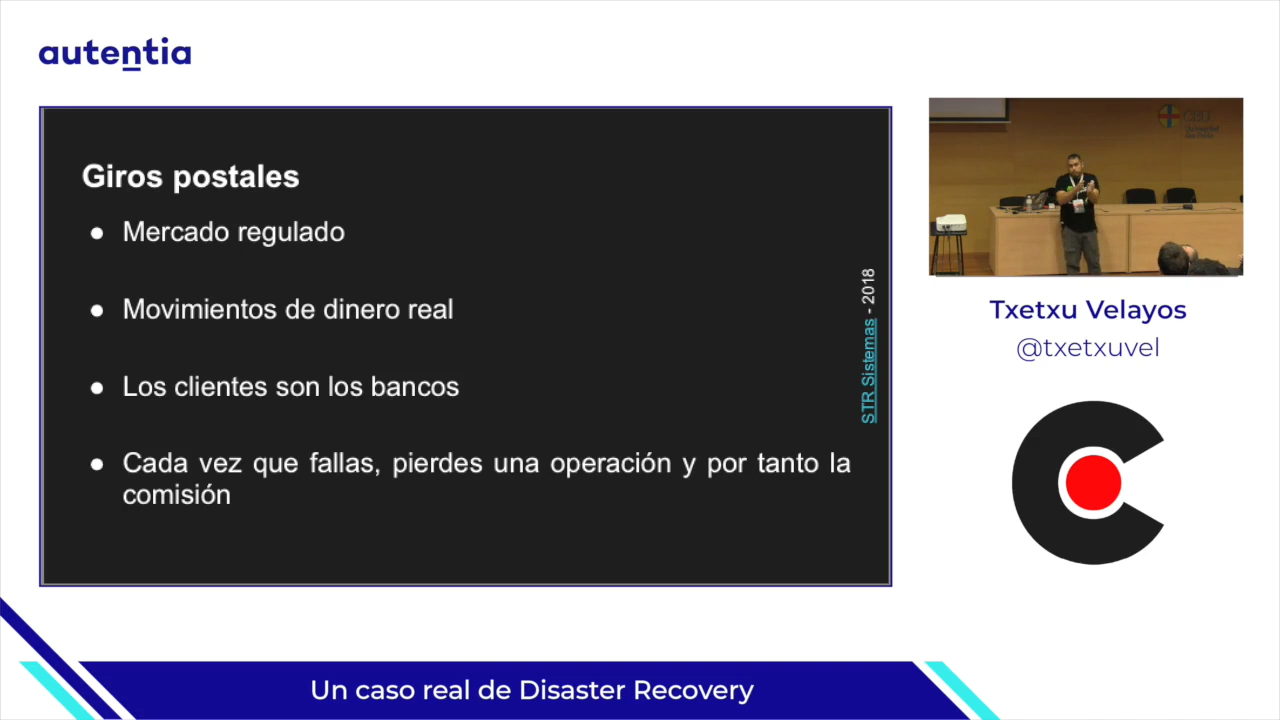 autentia
Giros postales
● Mercado regulado
● Movimientos de dinero real
● Los clientes son los bancos
● Cada vez que fallas, pierdes una operación y por tanto la
comisión
STR Sistemas - 2018
CEU
Txetxu Velayos
@txetxuvel
Un caso real de Disaster Recovery